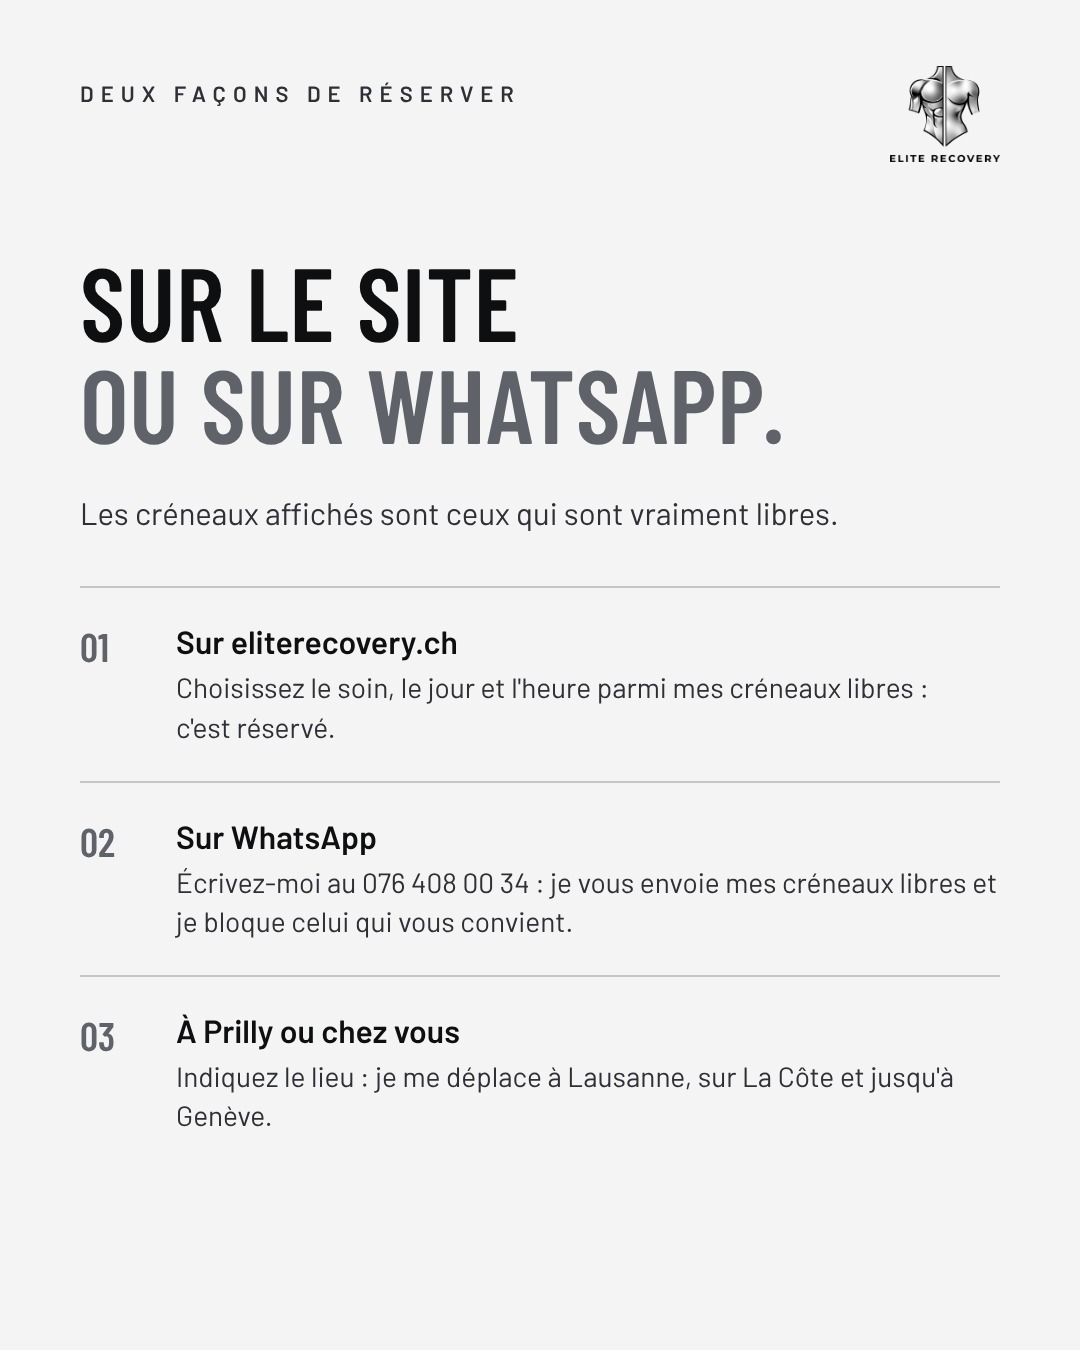 DEUX FAÇONS DE RÉSERVER
ELITE RECOVERY
SUR LE SITE
OU SUR WHATSAPP.
Les créneaux affichés sont ceux qui sont vraiment libres.
01
Sur eliterecovery.ch
Choisissez le soin, le jour et l'heure parmi mes créneaux libres :
c'est réservé.
02
Sur WhatsApp
Écrivez-moi au 076 408 00 34 : je vous envoie mes créneaux libres et
je bloque celui qui vous convient.
03
À Prilly ou chez vous
Indiquez le lieu : je me déplace à Lausanne, sur La Côte et jusqu'à
Genève.